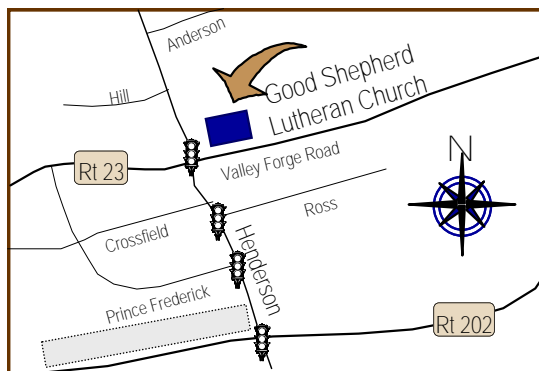 Anderson
Hill
Good Shepherd
Lutheran Church
Rt 23
Valley Forge Road
N
Crossfield
Ross
Henderson
Prince Frederick
Rt 202